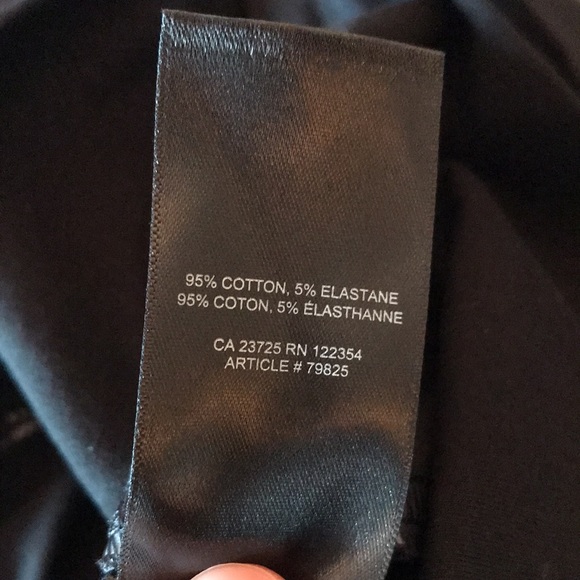 95% COTTON, 5% ELASTANE
95% COTON, 5% ÉLASTHANNE
CA 23725 RN 122354
ARTICLE # 79825